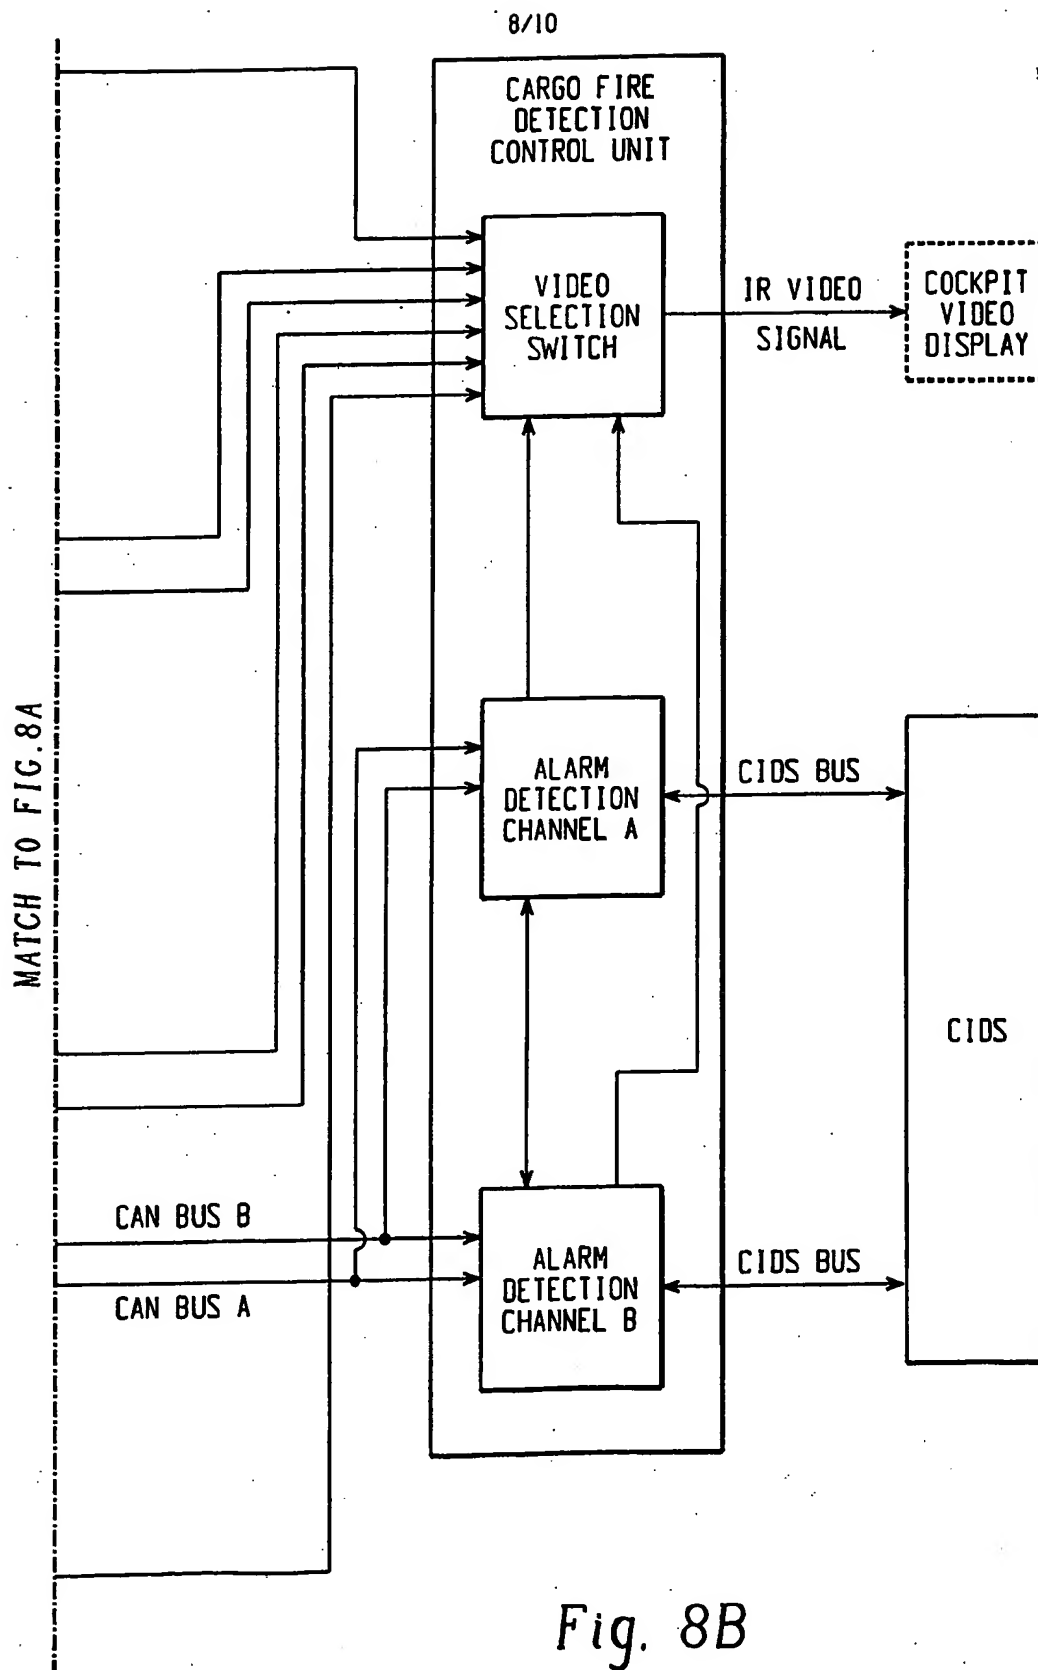 8/10
CARGO FIRE
DETECTION
CONTROL UNIT
VIDEO
SELECTION
SWITCH
IR VIDEO
SIGNAL
COCKPIT
VIDEO
DISPLAY
MATCH TO FIG.8A
ALARM
DETECTION
CHANNEL A
CIDS BUS
CIDS
CAN BUS B
CAN BUS A
ALARM
DETECTION
CHANNEL B
CIDS BUS
Fig. 8B